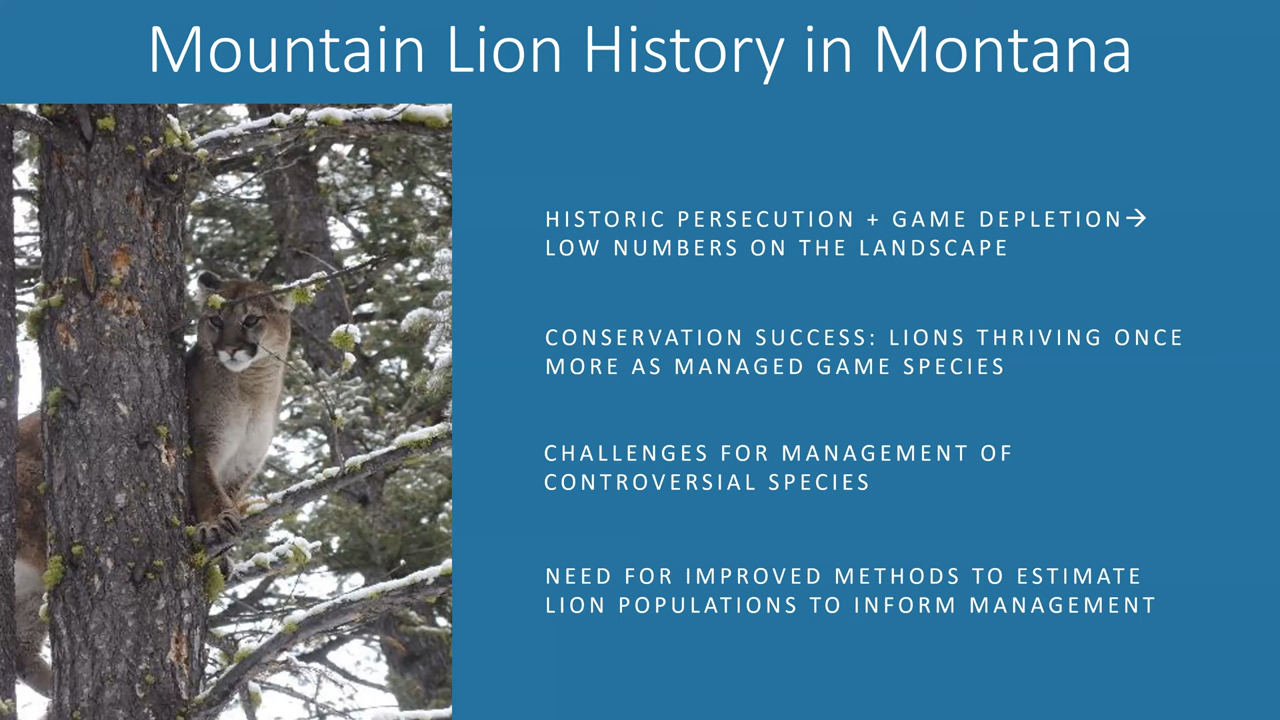 Mountain Lion History in Montana
HISTORIC PERSECUTION + GAME DEPLETION→
LOW NUMBERS ON THE LANDSCAPE
CONSERVATION SUCCESS: LIONS THRIVING ONCE
MORE AS MANAGED GAME SPECIES
CHALLENGES FOR MANAGEMENT OF
CONTROVERSIAL SPECIES
NEED FOR IMPROVED METHODS TO ESTIMATE
LION POPULATIONS TO INFORM MANAGEMENT